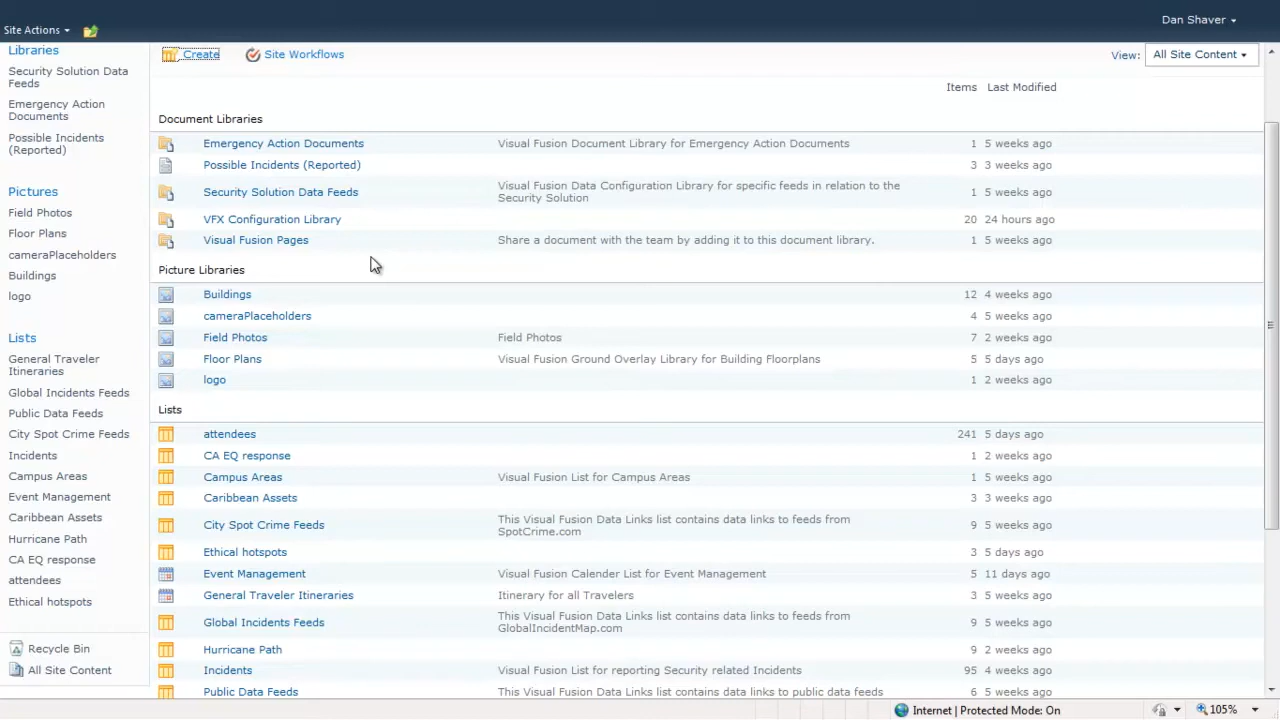 Dan Shaver
Site Actions
Libraries
Security Solution Data
Feeds
Emergency Action
Documents
Possible Incidents
(Reported)
Pictures
Field Photos
Floor Plans
cameraPlaceholders
Buildings
logo
Lists
General Traveler
Itineraries
Global Incidents Feeds
Public Data Feeds
City Spot Crime Feeds
Incidents
Campus Areas
Event Management
Caribbean Assets
Hurricane Path
CA EQ response
attendees
Ethical hotspots
Recycle Bin
All Site Content
Create Site Workflows View: All Site Content
Items Last Modified
Document Libraries
Emergency Action Documents Visual Fusion Document Library for Emergency Action Documents 1 5 weeks ago
Possible Incidents (Reported) 3 3 weeks ago
Security Solution Data Feeds Visual Fusion Data Configuration Library for specific feeds in relation to the 1 5 weeks ago
Security Solution
VFX Configuration Library 20 24 hours ago
Visual Fusion Pages Share a document with the team by adding it to this document library. 1 5 weeks ago
Picture Libraries
Buildings 12 4 weeks ago
cameraPlaceholders 4 5 weeks ago
Field Photos Field Photos 7 2 weeks ago
Floor Plans Visual Fusion Ground Overlay Library for Building Floorplans 5 5 days ago
logo 1 2 weeks ago
Lists
attendees 241 5 days ago
CA EQ response 1 2 weeks ago
Campus Areas Visual Fusion List for Campus Areas 1 5 weeks ago
Caribbean Assets 3 3 weeks ago
City Spot Crime Feeds This Visual Fusion Data Links list contains data links to feeds from 9 5 weeks ago
SpotCrime.com
Ethical hotspots 3 5 days ago
Event Management Visual Fusion Calender List for Event Management 5 11 days ago
General Traveler Itineraries Itinerary for all Travelers 3 5 weeks ago
Global Incidents Feeds This Visual Fusion Data Links list contains data links to feeds from 9 5 weeks ago
GlobalIncidentMap.com
Hurricane Path 9 2 weeks ago
Incidents Visual Fusion List for reporting Security related Incidents 95 4 weeks ago
Public Data Feeds This Visual Fusion Data Links list contains data links to public data feeds 6 5 weeks ago
Internet | Protected Mode: On 105%